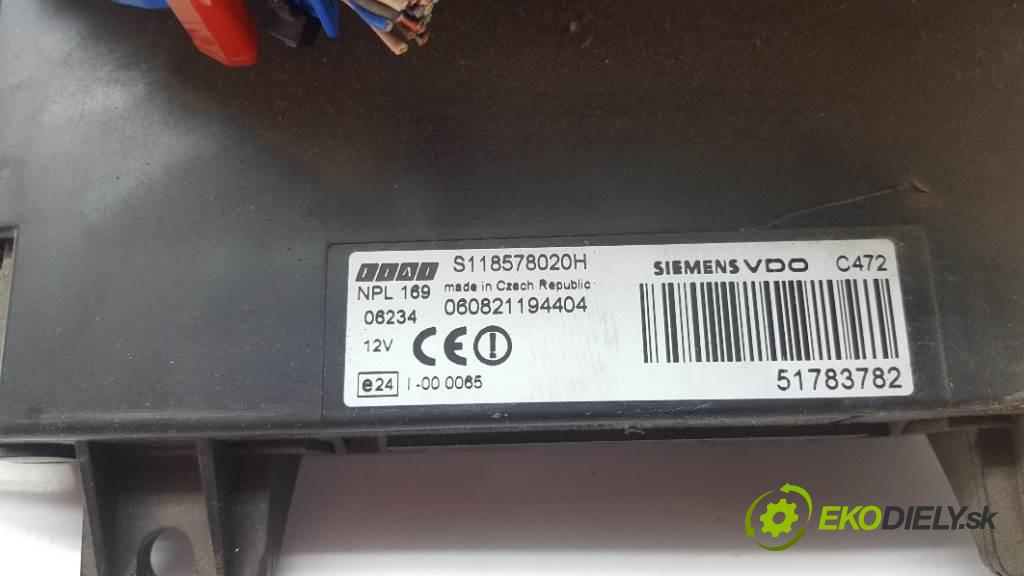 FIAT S118578020H SIEMENS VDO C472
NPL 169 made in Czech Republic
06234 060821194404
12V CE
e24 I-00 0065 51783782
EKODIELY.sk